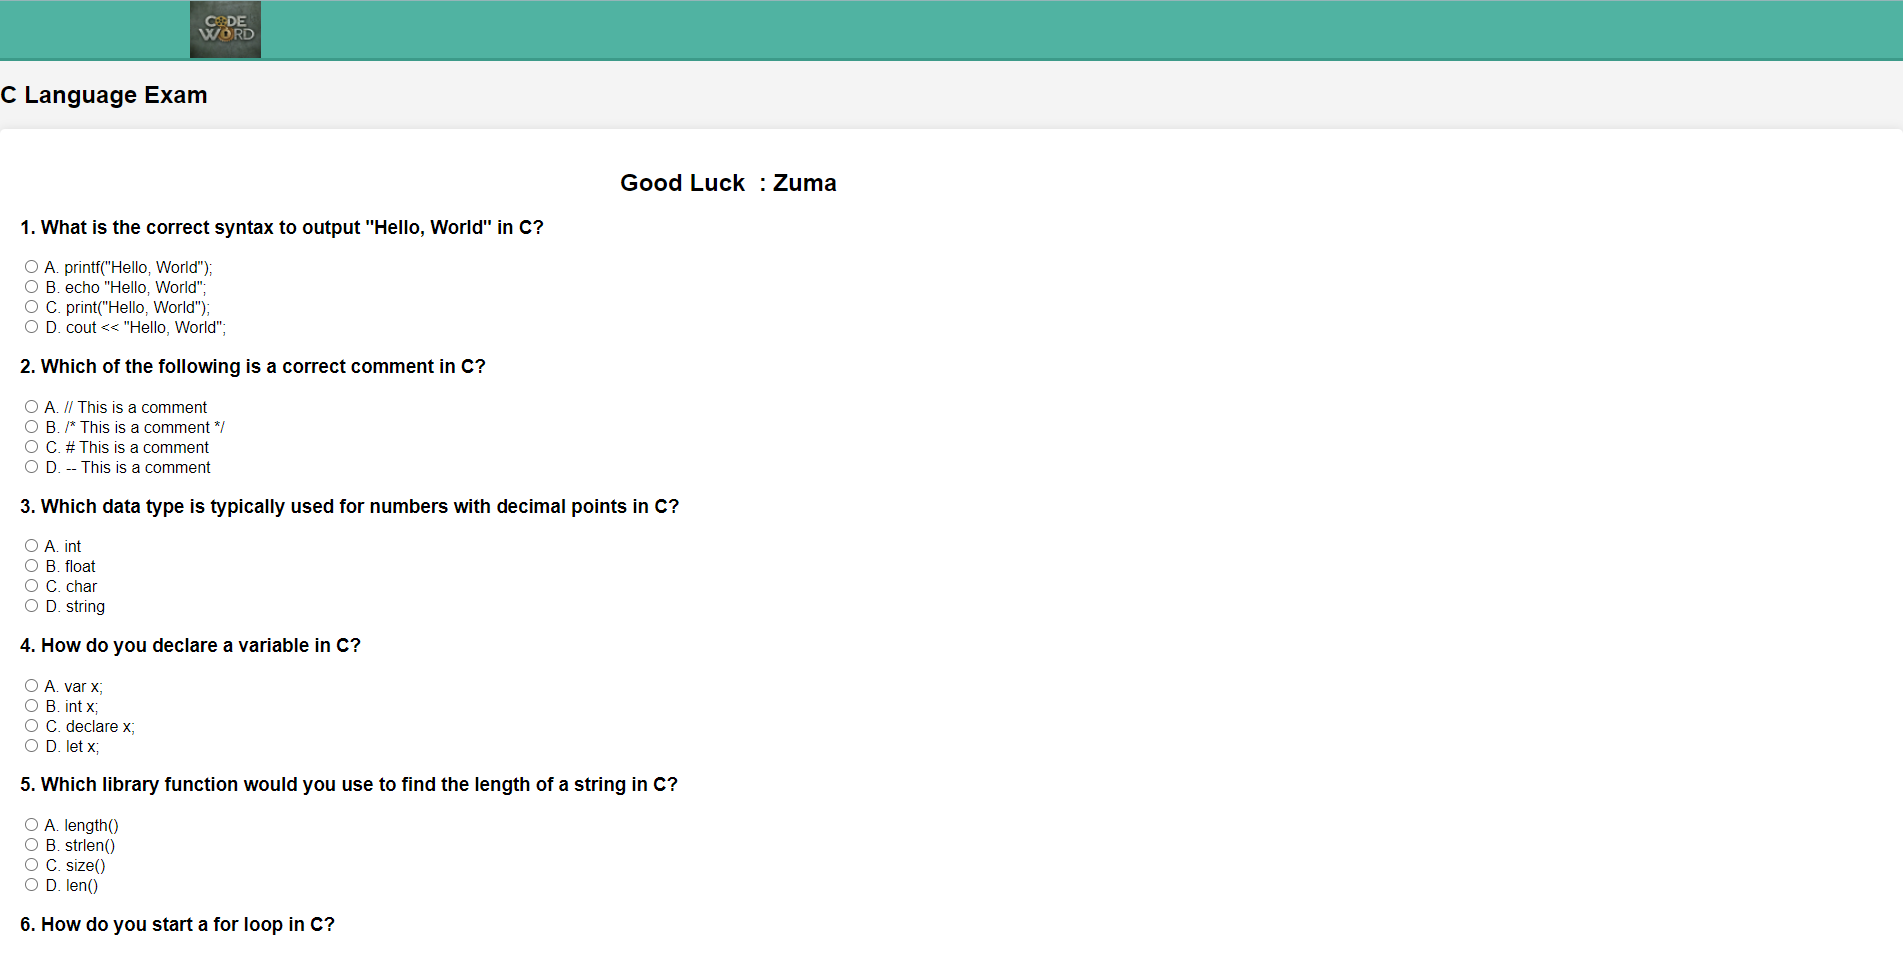 CODE
WORD
C Language Exam
Good Luck : Zuma
1. What is the correct syntax to output "Hello, World" in C?
A. printf("Hello, World");
B. echo "Hello, World";
C. print("Hello, World");
D. cout << "Hello, World";
2. Which of the following is a correct comment in C?
A. // This is a comment
B. /* This is a comment */
C. # This is a comment
D. -- This is a comment
3. Which data type is typically used for numbers with decimal points in C?
A. int
B. float
C. char
D. string
4. How do you declare a variable in C?
A. var x;
B. int x;
C. declare x;
D. let x;
5. Which library function would you use to find the length of a string in C?
A. length()
B. strlen()
C. size()
D. len()
6. How do you start a for loop in C?